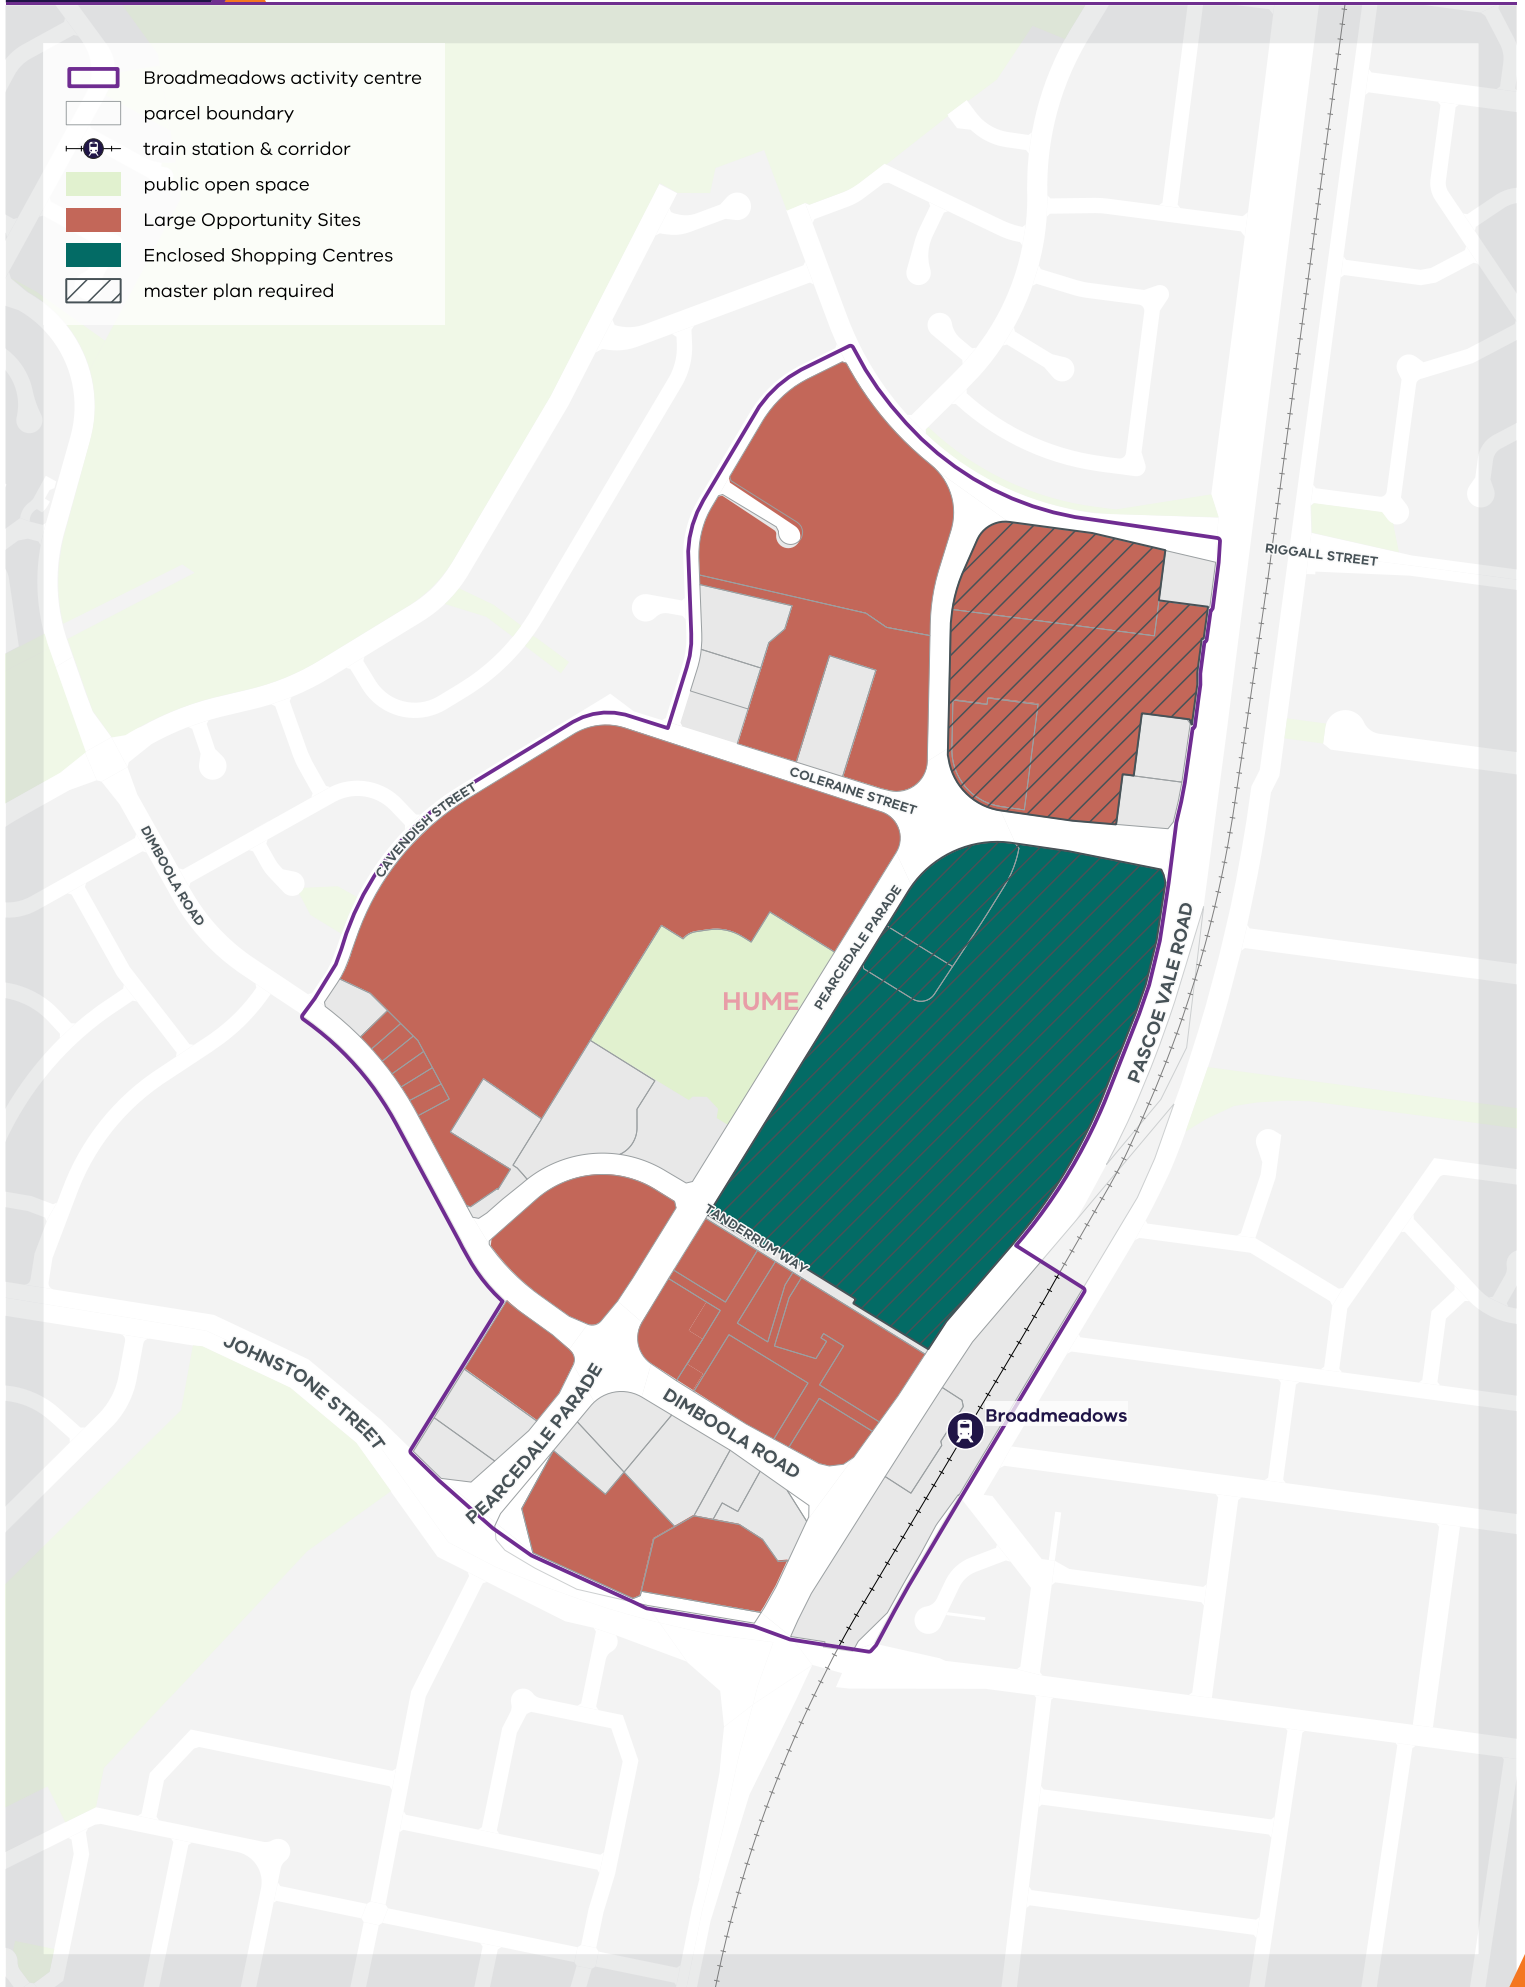 Broadmeadows activity centre
parcel boundary
train station & corridor
public open space
Large Opportunity Sites
Enclosed Shopping Centres
master plan required
RIGGALL STREET
COLERAINE STREET
CAVENDISH STREET
DIMBOOLA ROAD
PEARCEDALE PARADE
PASCOE VALE ROAD
HUME
TANDERRUM WAY
JOHNSTONE STREET
PEARCEDALE PARADE
DIMBOOLA ROAD
Broadmeadows